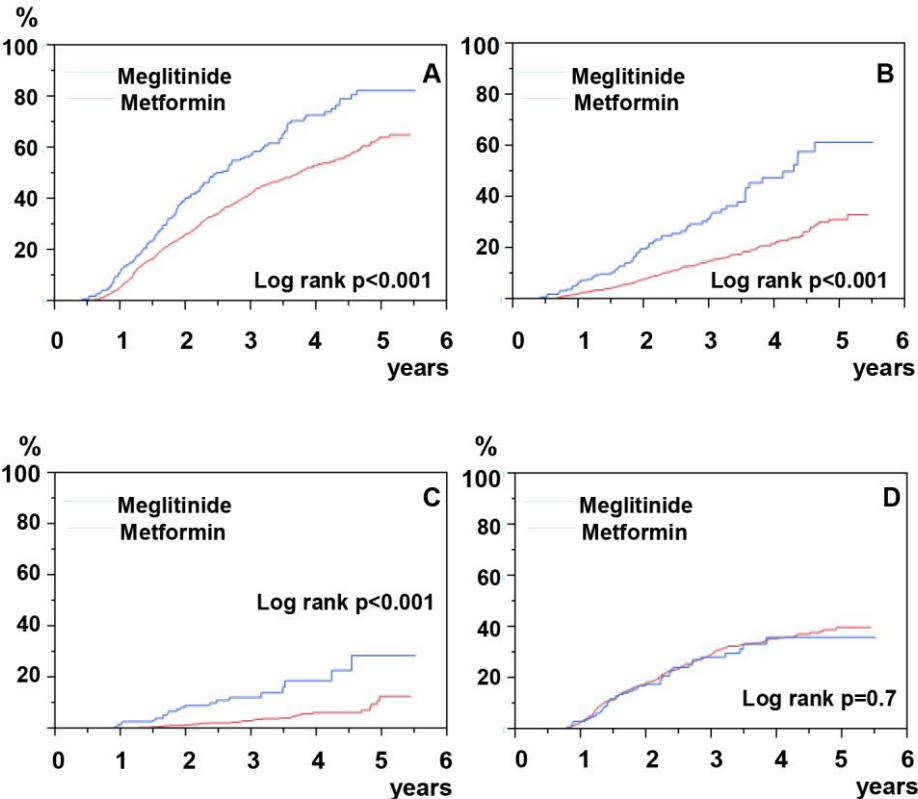 %
100
80
60
40
20
Meglitinide
Metformin
A
Log rank p<0.001
0 1 2 3 4 5 6
years
100
80
60
40
20
Meglitinide
Metformin
B
Log rank p<0.001
0 1 2 3 4 5 6
years
%
100
80
60
40
20
Meglitinide
Metformin
C
Log rank p<0.001
0 1 2 3 4 5 6
years
%
100
80
60
40
20
Meglitinide
Metformin
D
Log rank p=0.7
0 1 2 3 4 5 6
years